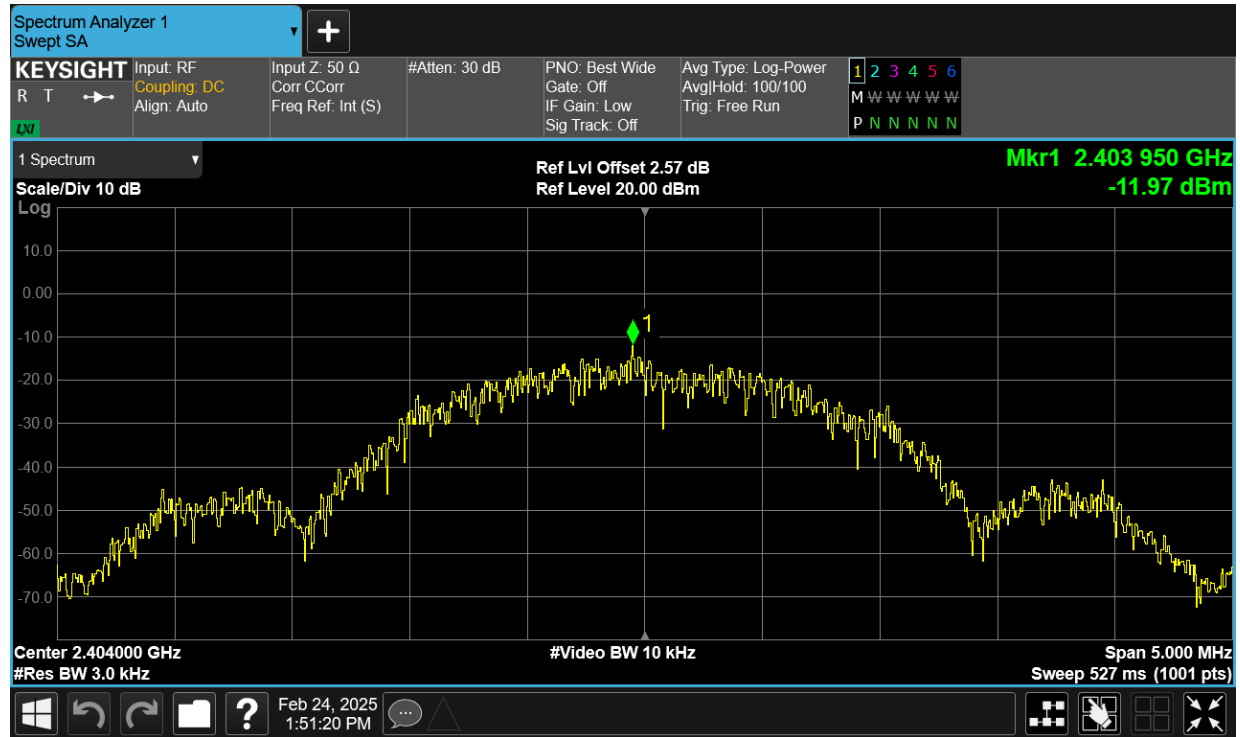 Spectrum Analyzer 1
Swept SA
+
KEYSIGHT
R T
LXI
Input: RF
Coupling: DC
Align: Auto
Input Z: 50 Ω
Corr CCorr
Freq Ref: Int (S)
#Atten: 30 dB
PNO: Best Wide
Gate: Off
IF Gain: Low
Sig Track: Off
Avg Type: Log-Power
Avg|Hold: 100/100
Trig: Free Run
1 2 3 4 5 6
M W W W W W
P N N N N N
1 Spectrum
Scale/Div 10 dB
Log
Ref Lvl Offset 2.57 dB
Ref Level 20.00 dBm
Mkr1 2.403 950 GHz
-11.97 dBm
10.0
0.00
-10.0
-20.0
-30.0
-40.0
-50.0
-60.0
-70.0
1
Center 2.404000 GHz
#Res BW 3.0 kHz
#Video BW 10 kHz
Span 5.000 MHz
Sweep 527 ms (1001 pts)
?
Feb 24, 2025
1:51:20 PM